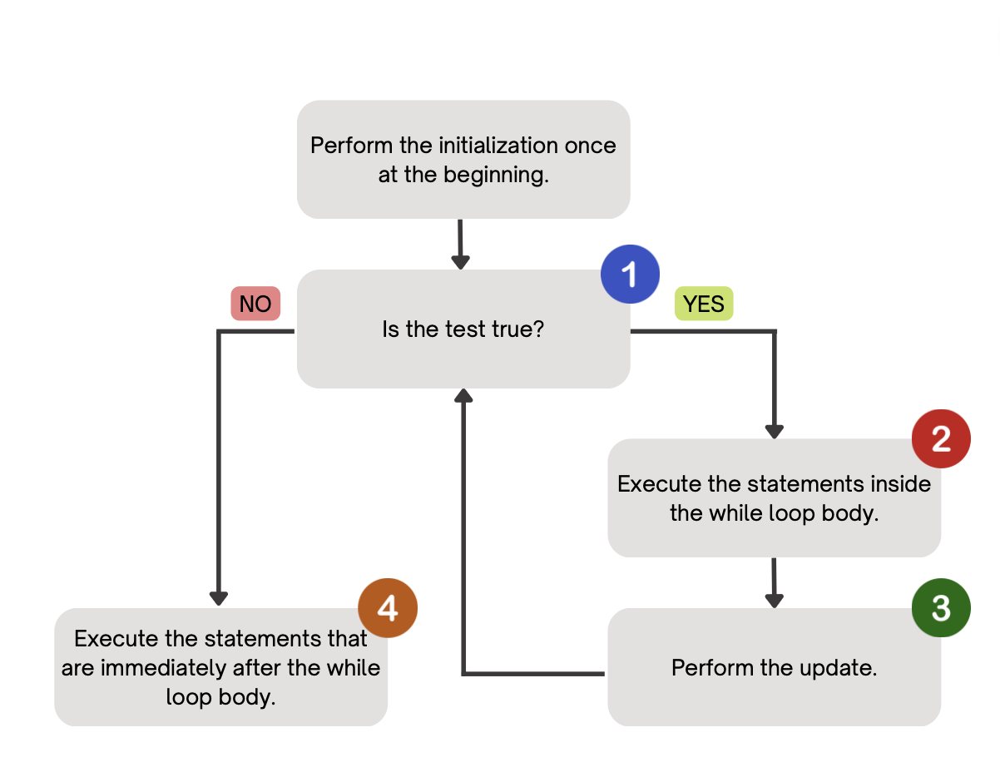 Perform the initialization once
at the beginning.
1
NO
YES
Is the test true?
2
Execute the statements inside
the while loop body.
4
3
Execute the statements that
are immediately after the while
loop body.
Perform the update.